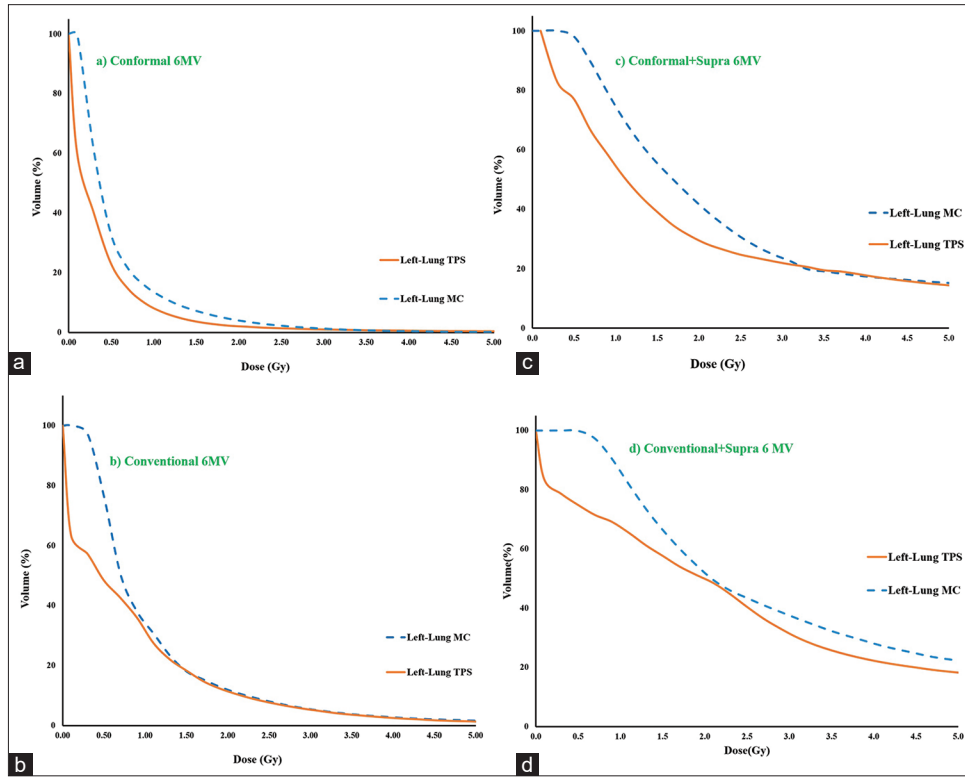 a) Conformal 6MV
Volume (%)
100
80
60
40
20
0
0.00 0.50 1.00 1.50 2.00 2.50 3.00 3.50 4.00 4.50 5.00
Dose (Gy)
Left-Lung TPS
Left-Lung MC
a
c) Conformal+Supra 6MV
Volume (%)
100
80
60
40
20
0
0.0 0.5 1.0 1.5 2.0 2.5 3.0 3.5 4.0 4.5 5.0
Dose (Gy)
Left-Lung MC
Left-Lung TPS
c
b) Conventional 6MV
Volume (%)
100
80
60
40
20
0
0.00 0.50 1.00 1.50 2.00 2.50 3.00 3.50 4.00 4.50 5.00
Dose (Gy)
Left-Lung MC
Left-Lung TPS
b
d) Conventional+Supra 6 MV
Volume(%)
100
80
60
40
20
0
0.0 0.5 1.0 1.5 2.0 2.5 3.0 3.5 4.0 4.5 5.0
Dose(Gy)
Left-Lung TPS
Left-Lung MC
d